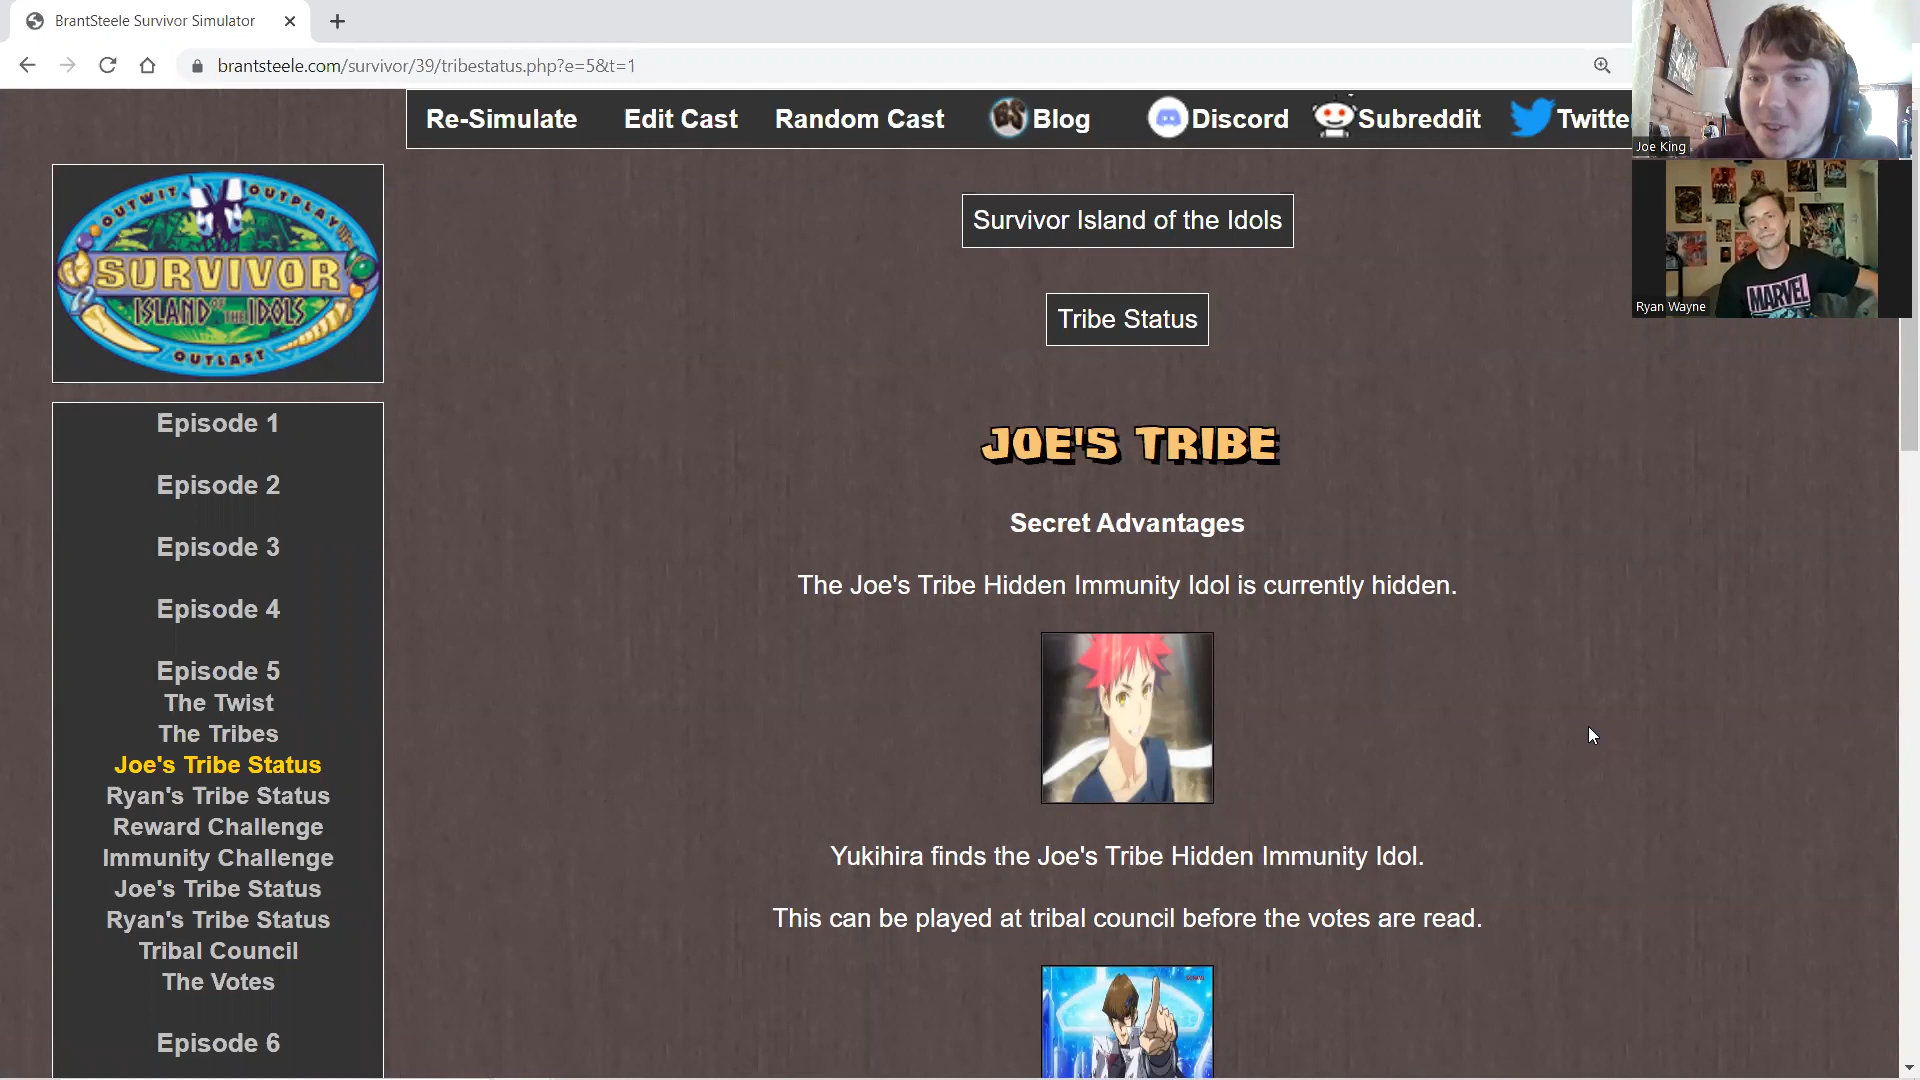 BrantSteele Survivor Simulator
brantsteele.com/survivor/39/tribestatus.php?e=5&t=1
Re-Simulate
Edit Cast
Random Cast
Blog
Discord
Subreddit
Joe King
Ryan Wayne
MARVEL
OUTWIT OUTPLAY
SURVIVOR
ISLAND OF THE IDOLS
OUTLAST
Survivor Island of the Idols
Tribe Status
JOE'S TRIBE
Secret Advantages
The Joe's Tribe Hidden Immunity Idol is currently hidden.
Yukihira finds the Joe's Tribe Hidden Immunity Idol.
This can be played at tribal council before the votes are read.
Episode 1
Episode 2
Episode 3
Episode 4
Episode 5
The Twist
The Tribes
Joe's Tribe Status
Ryan's Tribe Status
Reward Challenge
Immunity Challenge
Joe's Tribe Status
Ryan's Tribe Status
Tribal Council
The Votes
Episode 6